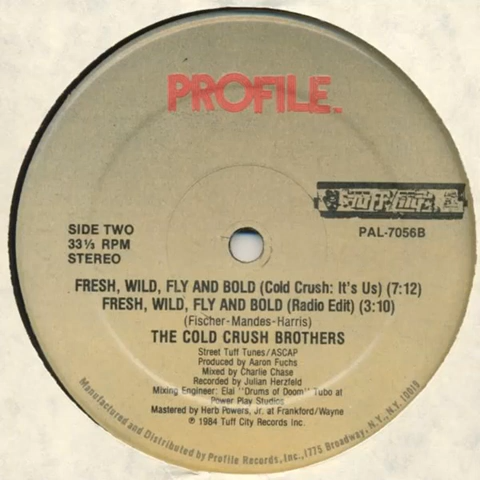 PROFILE
Tuff City
SIDE TWO
33⅓ RPM
STEREO
PAL-7056B
FRESH, WILD, FLY AND BOLD (Cold Crush: It's Us) (7:12)
FRESH, WILD, FLY AND BOLD (Radio Edit) (3:10)
(Fischer-Mandes-Harris)
THE COLD CRUSH BROTHERS
Street Tuff Tunes/ASCAP
Produced by Aaron Fuchs
Mixed by Charlie Chase
Recorded by Julian Herzfeld
Mixing Engineer: Elai "Drums of Doom" Tubo at
Power Play Studios
Mastered by Herb Powers, Jr. at Frankford/Wayne
℗ 1984 Tuff City Records Inc.
Manufactured and Distributed by Profile Records, Inc., 1775 Broadway, N.Y., N.Y. 10019